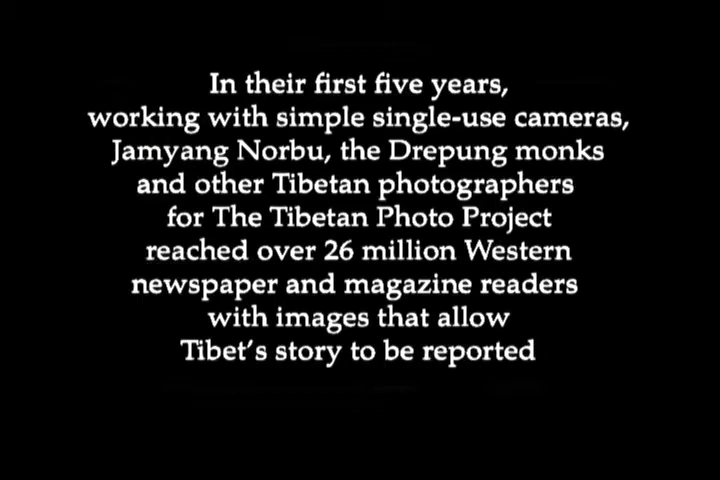 In their first five years,
working with simple single-use cameras,
Jamyang Norbu, the Drepung monks
and other Tibetan photographers
for The Tibetan Photo Project
reached over 26 million Western
newspaper and magazine readers
with images that allow
Tibet's story to be reported